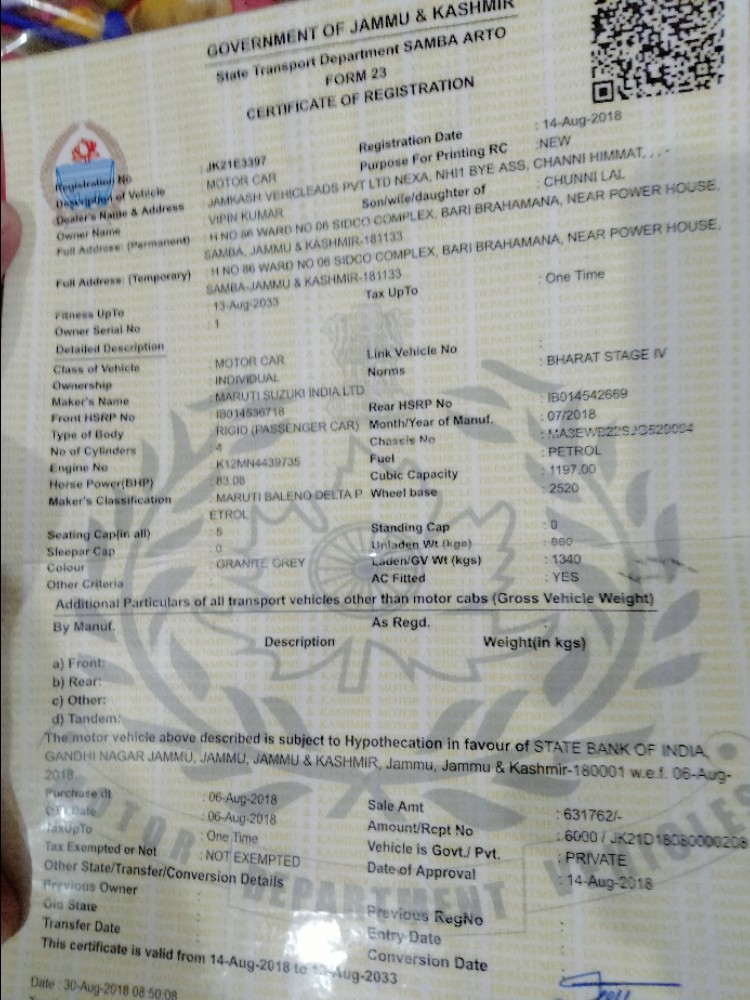 GOVERNMENT OF JAMMU & KASHMIR
State Transport Department SAMBA ARTO
FORM 23
CERTIFICATE OF REGISTRATION
Registration No : JK21E3397 Registration Date : 14-Aug-2018
Description of Vehicle : MOTOR CAR Purpose For Printing RC :NEW
Dealer's Name & Address : JAMKASH VEHICLEADS PVT LTD NEXA, NH11 BYE ASS, CHANNI HIMMAT, , , -
Owner Name : VIPIN KUMAR Son/wife/daughter of : CHUNNI LAL
Full Address: (Permanent) : H NO 86 WARD NO 06 SIDCO COMPLEX, BARI BRAHAMANA, NEAR POWER HOUSE,
SAMBA, JAMMU & KASHMIR-181133
Full Address: (Temporary) : H NO 86 WARD NO 06 SIDCO COMPLEX, BARI BRAHAMANA, NEAR POWER HOUSE,
SAMBA-JAMMU & KASHMIR-181133
Fitness UpTo : 13-Aug-2033 Tax UpTo : One Time
Owner Serial No : 1
Detailed Description
Class of Vehicle : MOTOR CAR Link Vehicle No :
Ownership : INDIVIDUAL Norms : BHARAT STAGE IV
Maker's Name : MARUTI SUZUKI INDIA LTD
Front HSRP No : IB014536718 Rear HSRP No : IB014542669
Type of Body : RIGID (PASSENGER CAR) Month/Year of Manuf. : 07/2018
No of Cylinders : 4 Chassis No
Engine No : K12MN4439735 Fuel : PETROL
Horse Power(BHP) : 83.08 Cubic Capacity : 1197.00
Maker's Classification : MARUTI BALENO DELTA P Wheel base : 2520
ETROL
Seating Cap(in all) : 5 Standing Cap : 0
Sleepar Cap : 0 Unladen Wt (kgs)
Colour : GRANITE GREY Laden/GV Wt (kgs) : 1340
Other Criteria AC Fitted : YES
Additional Particulars of all transport vehicles other than motor cabs (Gross Vehicle Weight)
By Manuf. As Regd. :
Description Weight(in kgs)
a) Front:
b) Rear:
c) Other:
d) Tandem:
The motor vehicle above described is subject to Hypothecation in favour of STATE BANK OF INDIA,
GANDHI NAGAR JAMMU, JAMMU, JAMMU & KASHMIR, Jammu, Jammu & Kashmir-180001 w.e.f. 06-Aug-
2018.
Purchase dt : 06-Aug-2018 Sale Amt : 631762/-
Date : 06-Aug-2018 Amount/Rcpt No : 6000 / JK21D18080000208
TaxUpTo : One Time Vehicle is Govt./ Pvt. : PRIVATE
Tax Exempted or Not : NOT EXEMPTED Date of Approval : 14-Aug-2018
Other State/Transfer/Conversion Details
Previous Owner : Previous RegNo :
Old State : Entry Date :
Transfer Date : Conversion Date :
This certificate is valid from 14-Aug-2018 to 13-Aug-2033
Date : 30-Aug-2018 08:50:08
MOTOR VEHICLES
DEPARTMENT